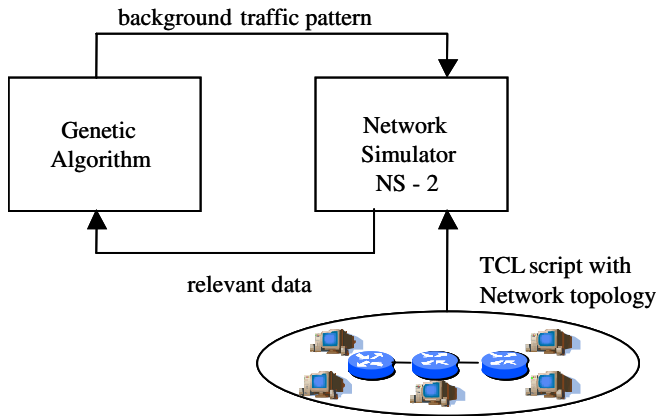 background traffic pattern
Genetic
Algorithm
Network
Simulator
NS - 2
relevant data
TCL script with
Network topology